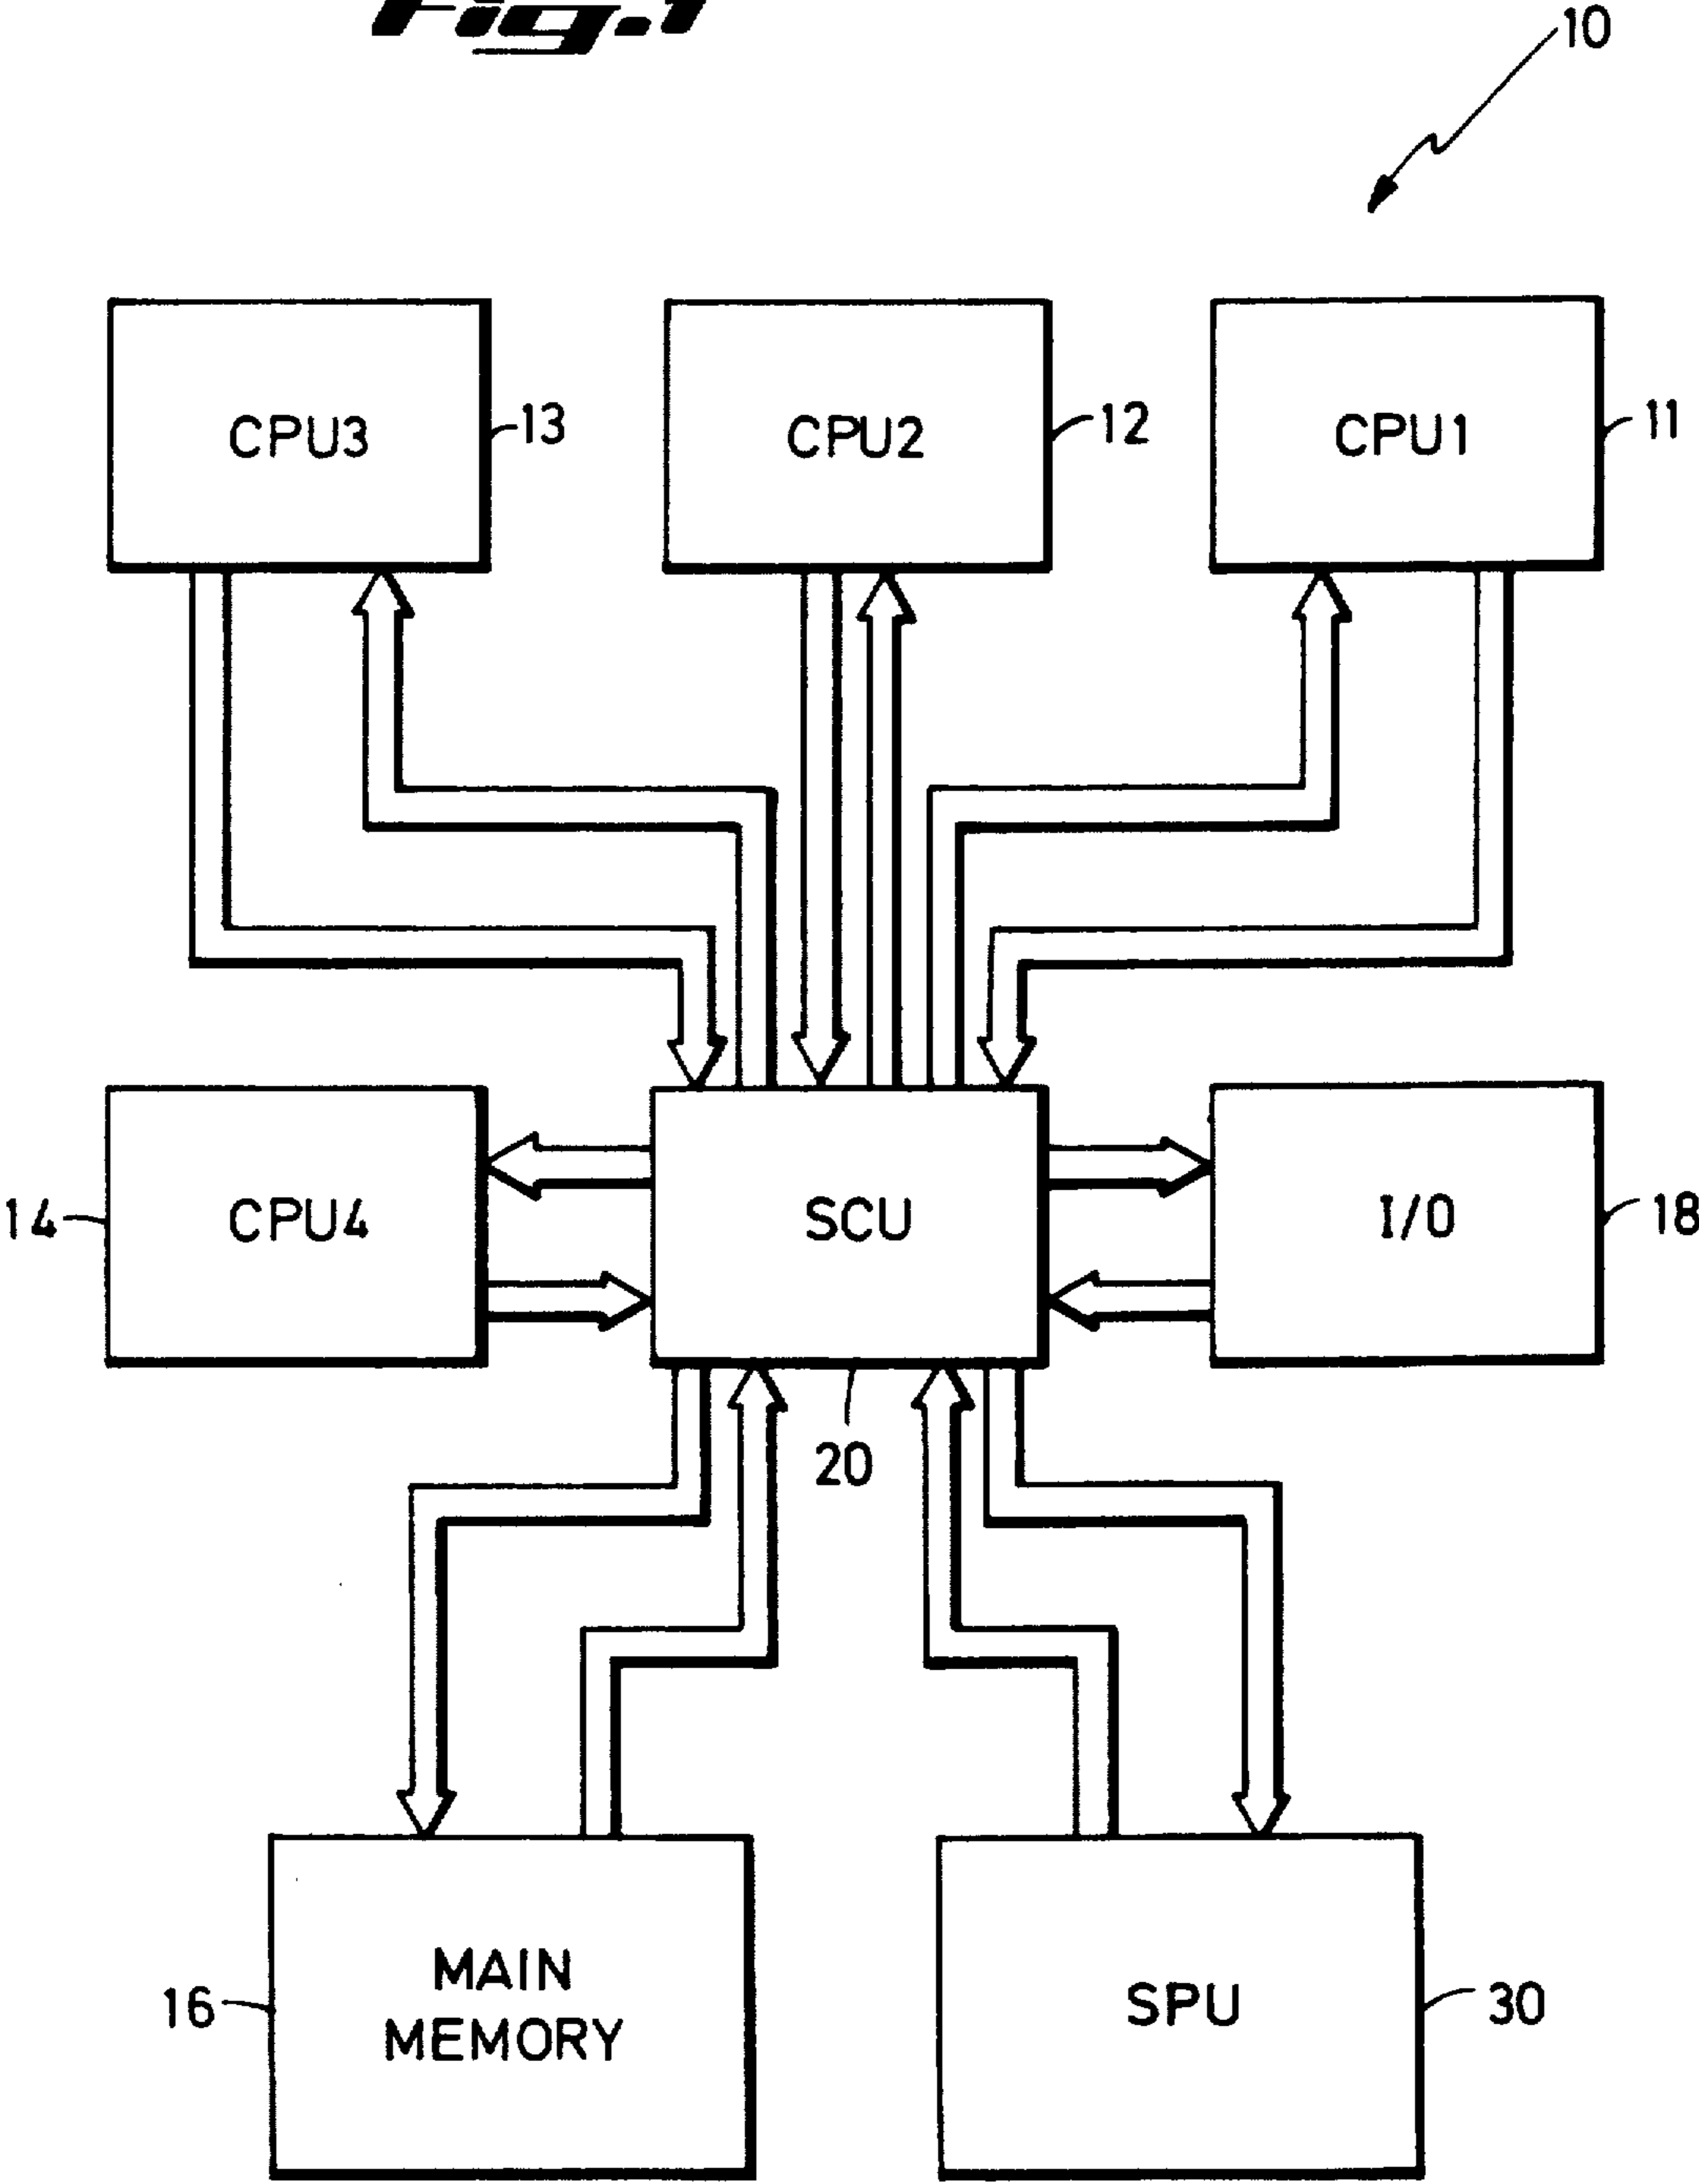 Fig.1
10
CPU3
13
CPU2
12
CPU1
11
14
CPU4
SCU
I/O
18
20
16
MAIN
MEMORY
SPU
30